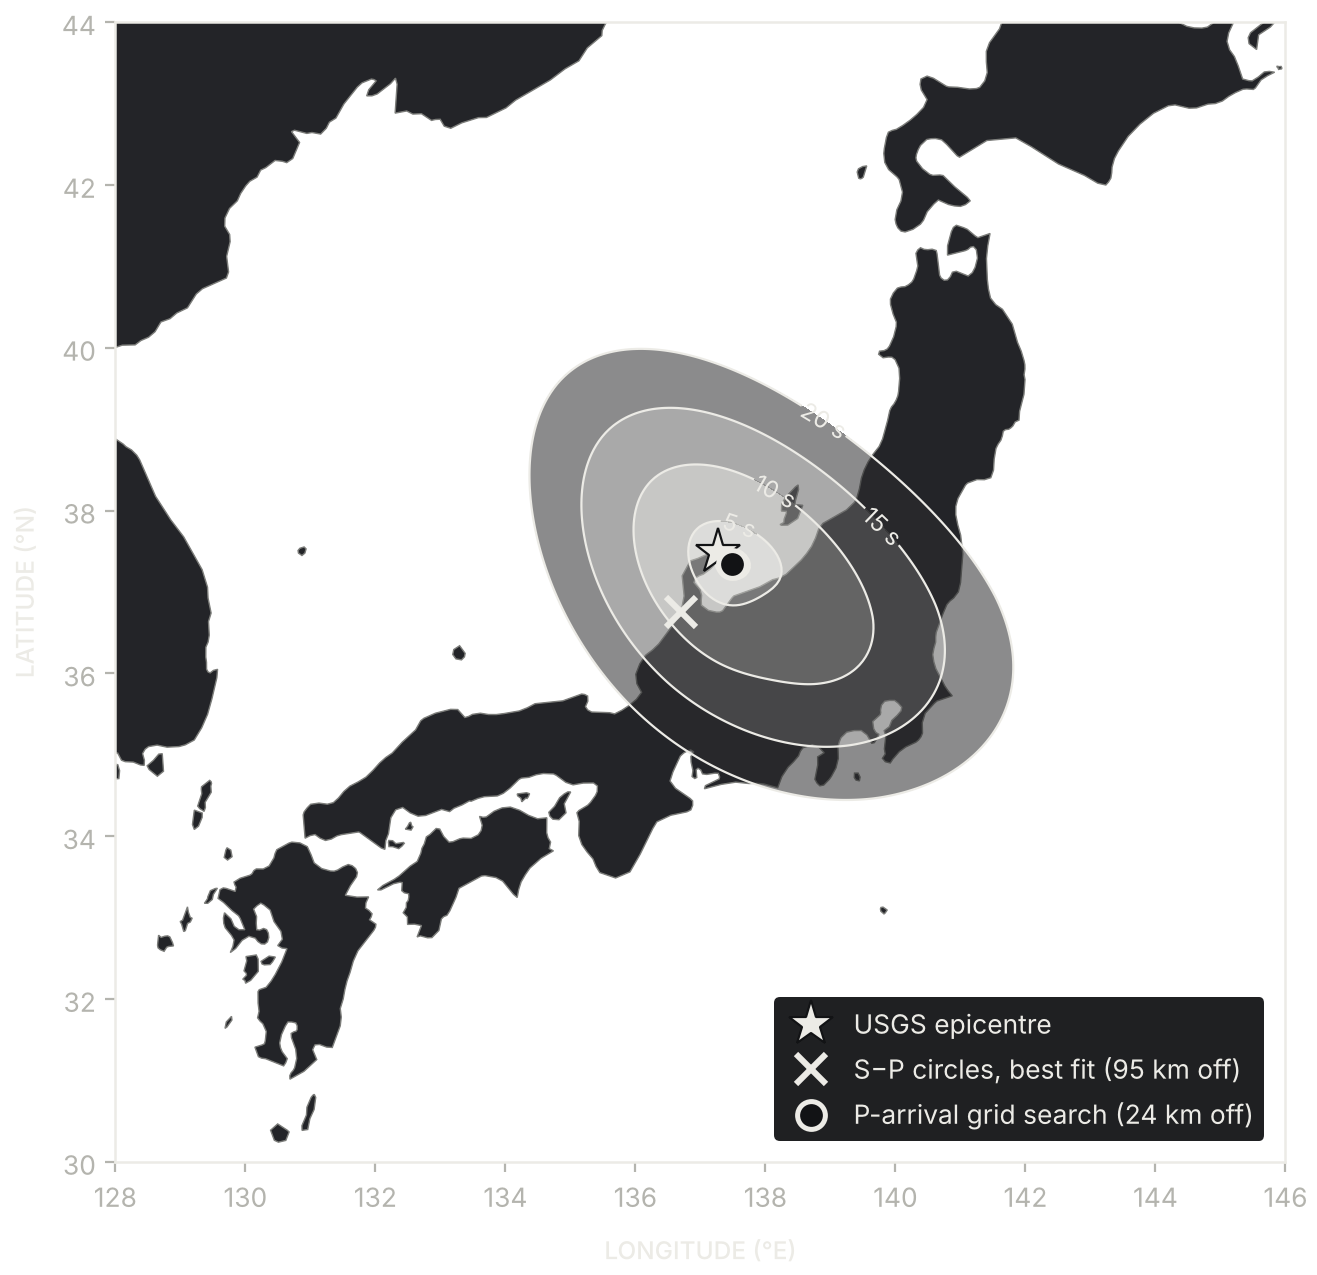 44
42
40
38
36
34
32
30
LATITUDE (°N)
20 s
10 s
15 s
5 s
USGS epicentre
S−P circles, best fit (95 km off)
P-arrival grid search (24 km off)
128 130 132 134 136 138 140 142 144 146
LONGITUDE (°E)